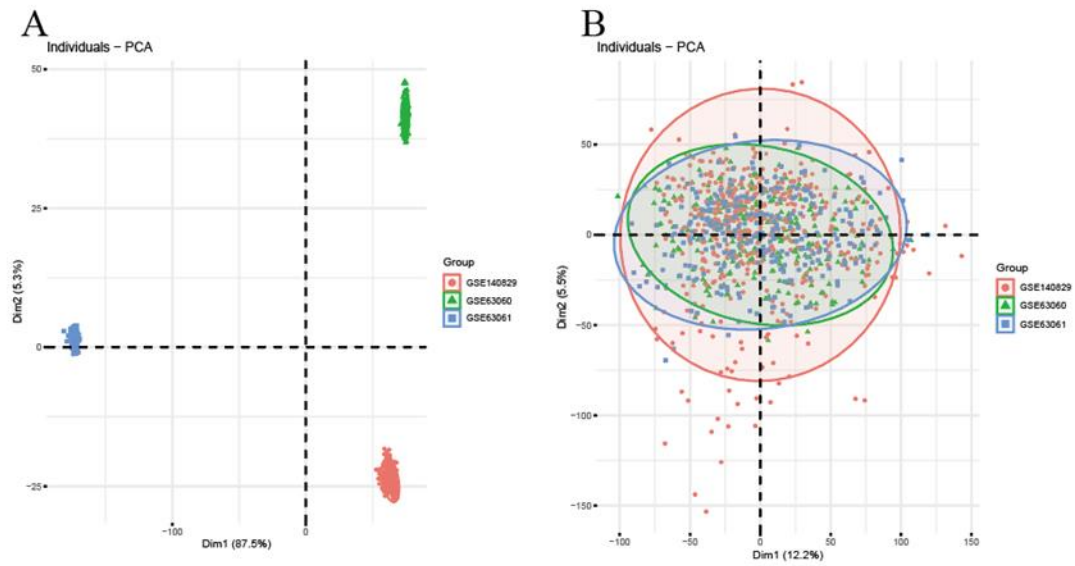 A
Individuals – PCA
50
25
0
−25
Dim2 (5.3%)
−100
0
Dim1 (87.5%)
Group
GSE140829
GSE63060
GSE63061
B
Individuals – PCA
50
0
−50
−100
−150
Dim2 (5.5%)
−100
−50
0
50
100
150
Dim1 (12.2%)
Group
GSE140829
GSE63060
GSE63061